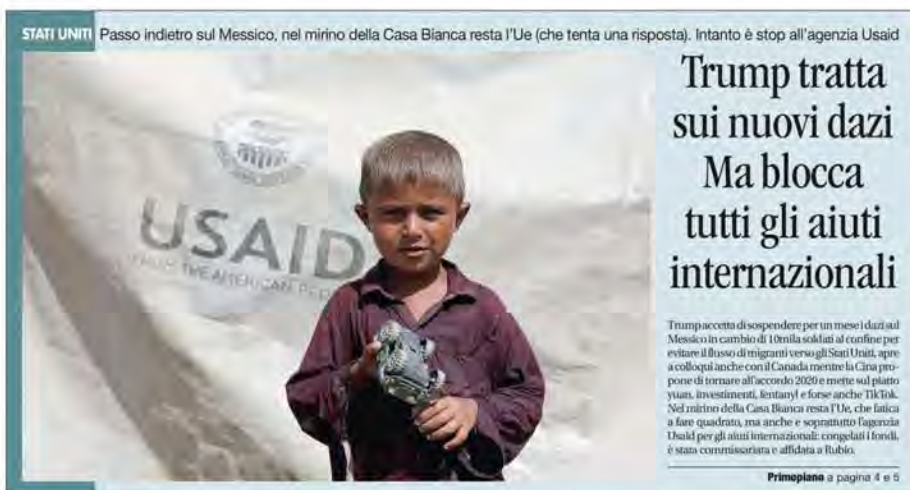 STATI UNITI Passo indietro sul Messico, nel mirino della Casa Bianca resta l'Ue (che tenta una risposta). Intanto è stop all'agenzia Usaid
USAID
FROM THE AMERICAN PEO
Trump tratta
sui nuovi dazi
Ma blocca
tutti gli aiuti
internazionali
Trump accetta di sospendere per un mese i dazi sul
Messico in cambio di 10mila soldati al confine per
evitare il flusso di migranti verso gli Stati Uniti, apre
a colloqui anche con il Canada mentre la Cina pro-
pone di tornare all'accordo 2020 e mette sul piatto
yuan, investimenti, fentanyl e forse anche TikTok.
Nel mirino della Casa Bianca resta l'Ue, che fatica
a fare quadrato, ma anche e soprattutto l'agenzia
Usaid per gli aiuti internazionali: congelati i fondi,
è stata commissariata e affidata a Rubio.
Primopiano a pagina 4 e 5